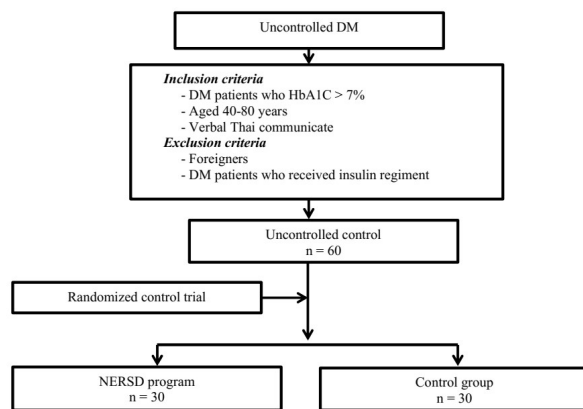 Uncontrolled DM
Inclusion criteria
- DM patients who HbA1C > 7%
- Aged 40-80 years
- Verbal Thai communicate
Exclusion criteria
- Foreigners
- DM patients who received insulin regiment
Uncontrolled control
n = 60
Randomized control trial
NERSD program
n = 30
Control group
n = 30